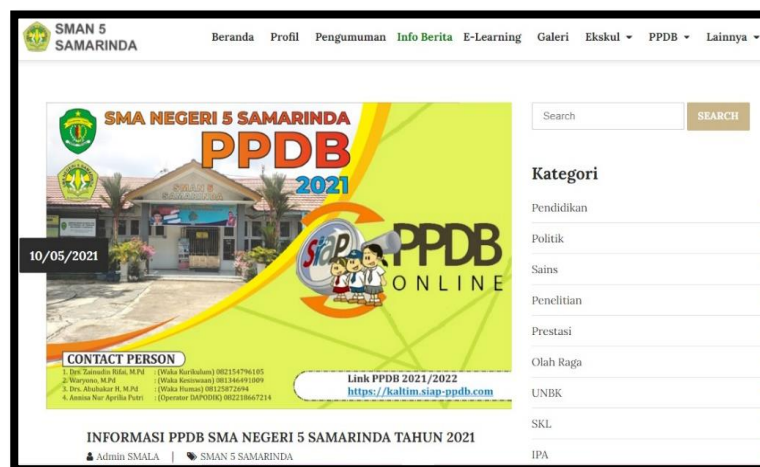 SMAN 5
SAMARINDA
Beranda Profil Pengumuman Info Berita E-Learning Galeri Ekskul PPDB Lainnya
SMA NEGERI 5 SAMARINDA
PPDB
2021
SMAN 5
SAMARINDA
SIAP PPDB
ONLINE
10/05/2021
CONTACT PERSON
1. Drs. Zainudin Rifai, M.Pd : (Waka Kurikulum) 082154796105
2. Waryono, M.Pd : (Waka Kesiswaan) 081346491009
3. Drs. Abubakar H, M.Pd : (Waka Humas) 08125872694
4. Annisa Nur Aprilla Putri : (Operator DAPODIK) 082218667214
Link PPDB 2021/2022
https://kaltim.siap-ppdb.com
INFORMASI PPDB SMA NEGERI 5 SAMARINDA TAHUN 2021
Admin SMALA | SMAN 5 SAMARINDA
Search SEARCH
Kategori
Pendidikan
Politik
Sains
Penelitian
Prestasi
Olah Raga
UNBK
SKL
IPA